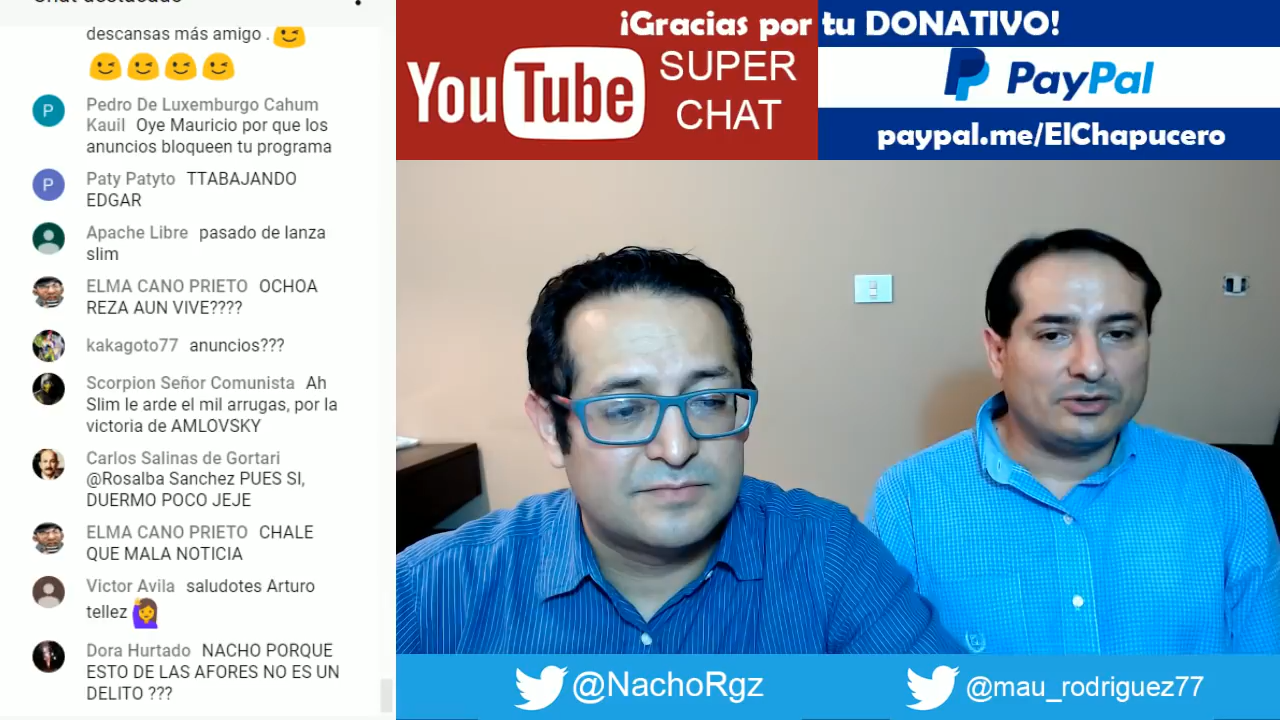 Chat destacado
descansas más amigo .
Pedro De Luxemburgo Cahum
Kauil Oye Mauricio por que los
anuncios bloqueen tu programa
P
Paty Patyto TTABAJANDO
EDGAR
P
Apache Libre pasado de lanza
slim
ELMA CANO PRIETO OCHOA
REZA AUN VIVE????
kakagoto77 anuncios???
Scorpion Señor Comunista Ah
Slim le arde el mil arrugas, por la
victoria de AMLOVSKY
Carlos Salinas de Gortari
@Rosalba Sanchez PUES SI,
DUERMO POCO JEJE
ELMA CANO PRIETO CHALE
QUE MALA NOTICIA
Victor Avila saludotes Arturo
tellez
Dora Hurtado NACHO PORQUE
ESTO DE LAS AFORES NO ES UN
DELITO ???
¡Gracias por tu DONATIVO!
YouTube
SUPER
CHAT
PayPal
paypal.me/ElChapucero
@NachoRgz
@mau_rodriguez77